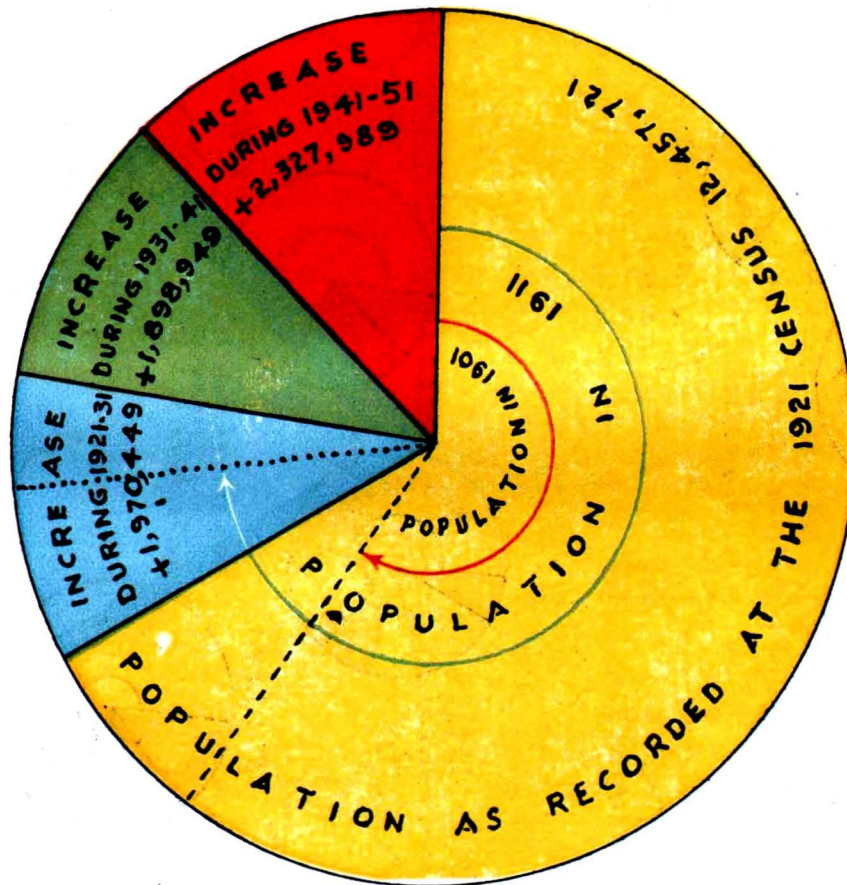 INCREASE
DURING 1941-51
+2,327,989
INCREASE
DURING 1931-41
+1,898,949
INCREASE
DURING 1921-31
+1,970,449
POPULATION IN 1901
POPULATION IN 1911
POPULATION AS RECORDED AT THE 1921 CENSUS 12,457,721